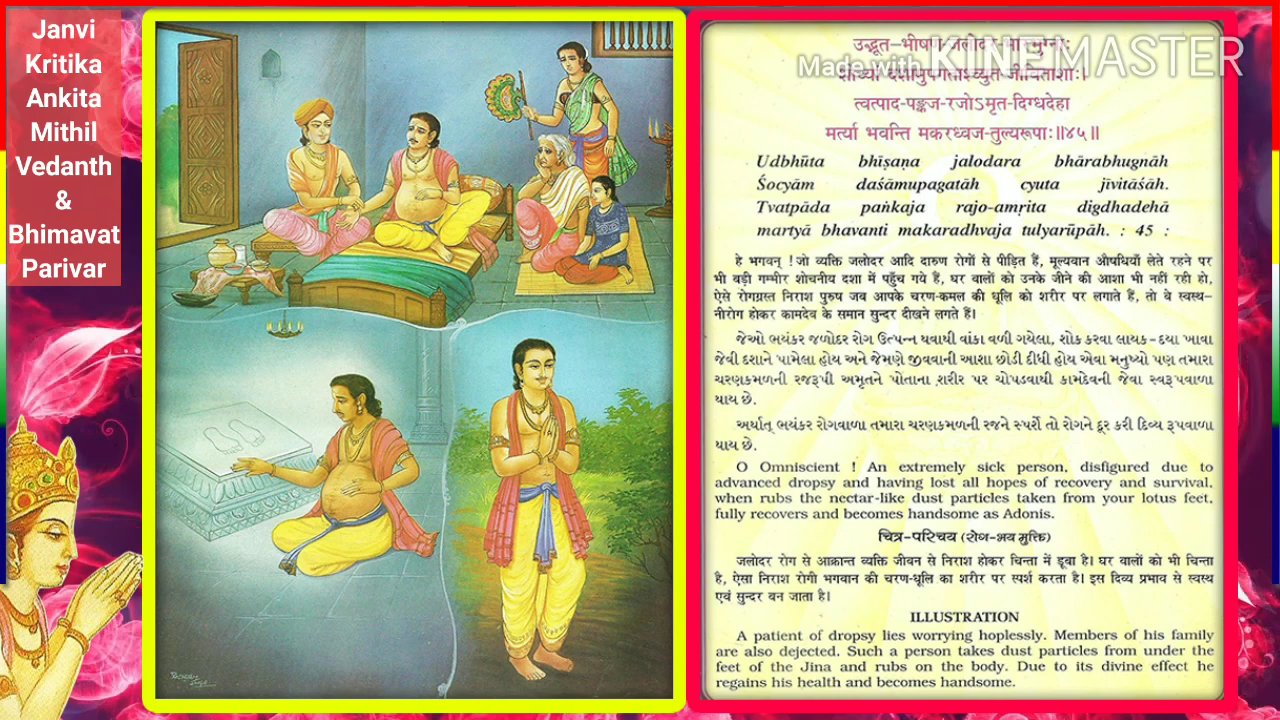 Janvi
Kritika
Ankita
Mithil
Vedanth
&
Bhimavat
Parivar
Made with KINEMASTER
उद्भूत–भीषण–जलोदर–भारभुग्नाः
शोच्यां दशामुपगताश्च्युत–जीविताशाः।
त्वत्पाद-पङ्कज-रजोऽमृत-दिग्धदेहा
मर्त्या भवन्ति मकरध्वज-तुल्यरूपाः॥४५॥
Udbhūta bhīṣaṇa jalodara bhārabhugnāh
Śocyām daśāmupagatāh cyuta jīvitāśāh.
Tvatpāda paṅkaja rajo-amṛita digdhadehā
martyā bhavanti makaradhvaja tulyarūpāh. : 45 :
हे भगवन् ! जो व्यक्ति जलोदर आदि दारुण रोगों से पीड़ित हैं, मूल्यवान औषधियाँ लेते रहने पर
भी बड़ी गम्भीर शोचनीय दशा में पहुँच गये हैं, घर वालों को उनके जीने की आशा भी नहीं रही हो,
ऐसे रोगग्रस्त निराश पुरुष जब आपके चरण-कमल की धूलि को शरीर पर लगाते हैं, तो वे स्वस्थ–
नीरोग होकर कामदेव के समान सुन्दर दीखने लगते हैं।
જેઓ ભયંકર જળોદર રોગ ઉત્પન્ન થવાથી વાંકા વળી ગયેલા, શોક કરવા લાયક–દયા ખાવા
જેવી દશાને પામેલા હોય અને જેમણે જીવવાની આશા છોડી દીધી હોય એવા મનુષ્યો પણ તમારા
ચરણકમળની રજરૂપી અમૃતને પોતાના શરીર પર ચોપડવાથી કામદેવની જેવા સ્વરૂપવાળા
થાય છે.
અર્થાત્ ભયંકર રોગવાળા તમારા ચરણકમળની રજને સ્પર્શે તો રોગને દૂર કરી દિવ્ય રૂપવાળા
થાય છે.
O Omniscient ! An extremely sick person, disfigured due to
advanced dropsy and having lost all hopes of recovery and survival,
when rubs the nectar-like dust particles taken from your lotus feet,
fully recovers and becomes handsome as Adonis.
चित्र–परिचय (रोग-भय मुक्ति)
जलोदर रोग से आक्रान्त व्यक्ति जीवन से निराश होकर चिन्ता में डूबा है। घर वालों को भी चिन्ता
है, ऐसा निराश रोगी भगवान की चरण-धूलि का शरीर पर स्पर्श करता है। इस दिव्य प्रभाव से स्वस्थ
एवं सुन्दर बन जाता है।
ILLUSTRATION
A patient of dropsy lies worrying hoplessly. Members of his family
are also dejected. Such a person takes dust particles from under the
feet of the Jina and rubs on the body. Due to its divine effect he
regains his health and becomes handsome.